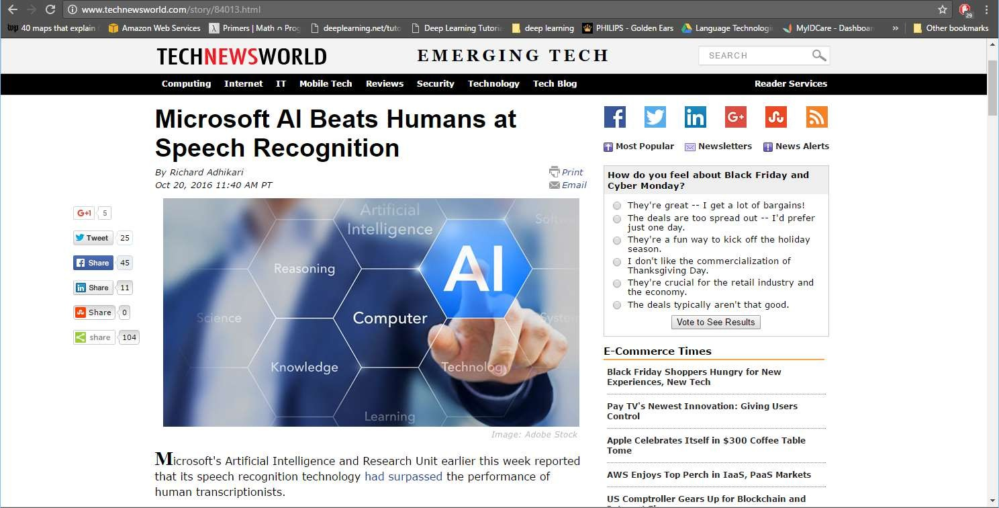 www.technewsworld.com/story/84013.html
29
wp 40 maps that explain
Amazon Web Services
λ Primers | Math ∩ Prog
deeplearning.net/tuto
Deep Learning Tutoria
deep learning
PHILIPS - Golden Ears
Language Technologi
MyIDCare - Dashboar
»
Other bookmarks
TECHNEWSWORLD
EMERGING TECH
SEARCH
Computing Internet IT Mobile Tech Reviews Security Technology Tech Blog Reader Services
Microsoft AI Beats Humans at
Speech Recognition
By Richard Adhikari
Oct 20, 2016 11:40 AM PT
Print
Email
G+1 5
Tweet 25
Share 45
Share 11
Share 0
share 104
Artificial
Intelligence
Software
Reasoning
AI
Science
Computer
System
Knowledge
Technology
Learning
Image: Adobe Stock
Microsoft's Artificial Intelligence and Research Unit earlier this week reported
that its speech recognition technology had surpassed the performance of
human transcriptionists.
f in G+
Most Popular Newsletters News Alerts
How do you feel about Black Friday and
Cyber Monday?
They're great -- I get a lot of bargains!
The deals are too spread out -- I'd prefer
just one day.
They're a fun way to kick off the holiday
season.
I don't like the commercialization of
Thanksgiving Day.
They're crucial for the retail industry and
the economy.
The deals typically aren't that good.
Vote to See Results
E-Commerce Times
Black Friday Shoppers Hungry for New
Experiences, New Tech
Pay TV's Newest Innovation: Giving Users
Control
Apple Celebrates Itself in $300 Coffee Table
Tome
AWS Enjoys Top Perch in IaaS, PaaS Markets
US Comptroller Gears Up for Blockchain and